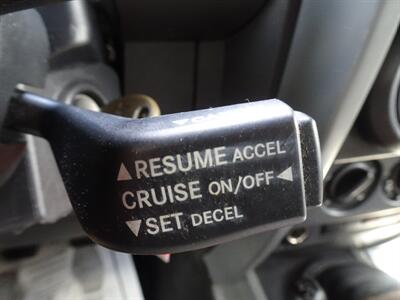 ▲RESUME ACCEL
CRUISE ON/OFF◀
▼SET DECEL